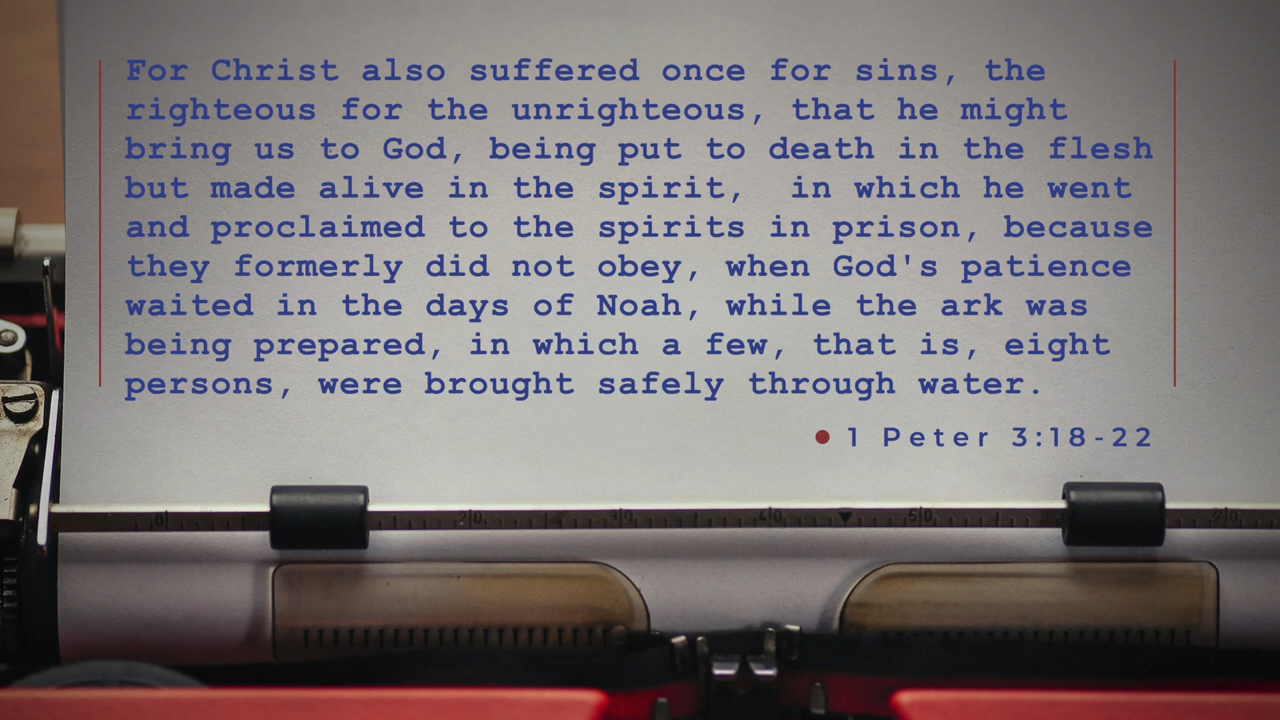 For Christ also suffered once for sins, the
righteous for the unrighteous, that he might
bring us to God, being put to death in the flesh
but made alive in the spirit,  in which he went
and proclaimed to the spirits in prison, because
they formerly did not obey, when God's patience
waited in the days of Noah, while the ark was
being prepared, in which a few, that is, eight
persons, were brought safely through water.
• 1 Peter 3:18-22